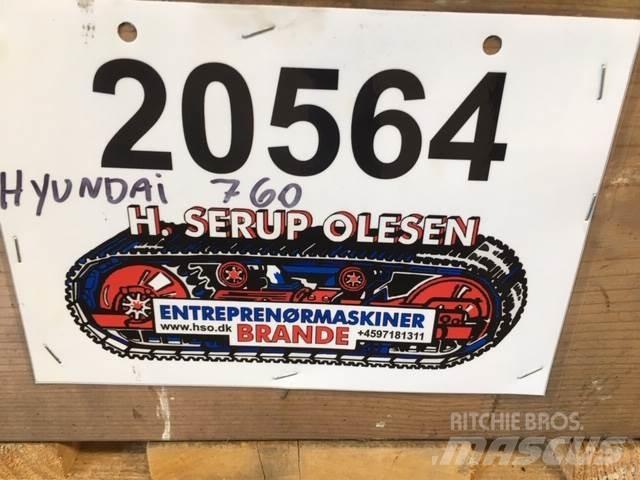 20564
HYUNDAi 760
H. SERUP OLESEN
ENTREPRENØRMASKINER
www.hso.dk BRANDE +4597181311
RITCHIE BROS.
MASCUS